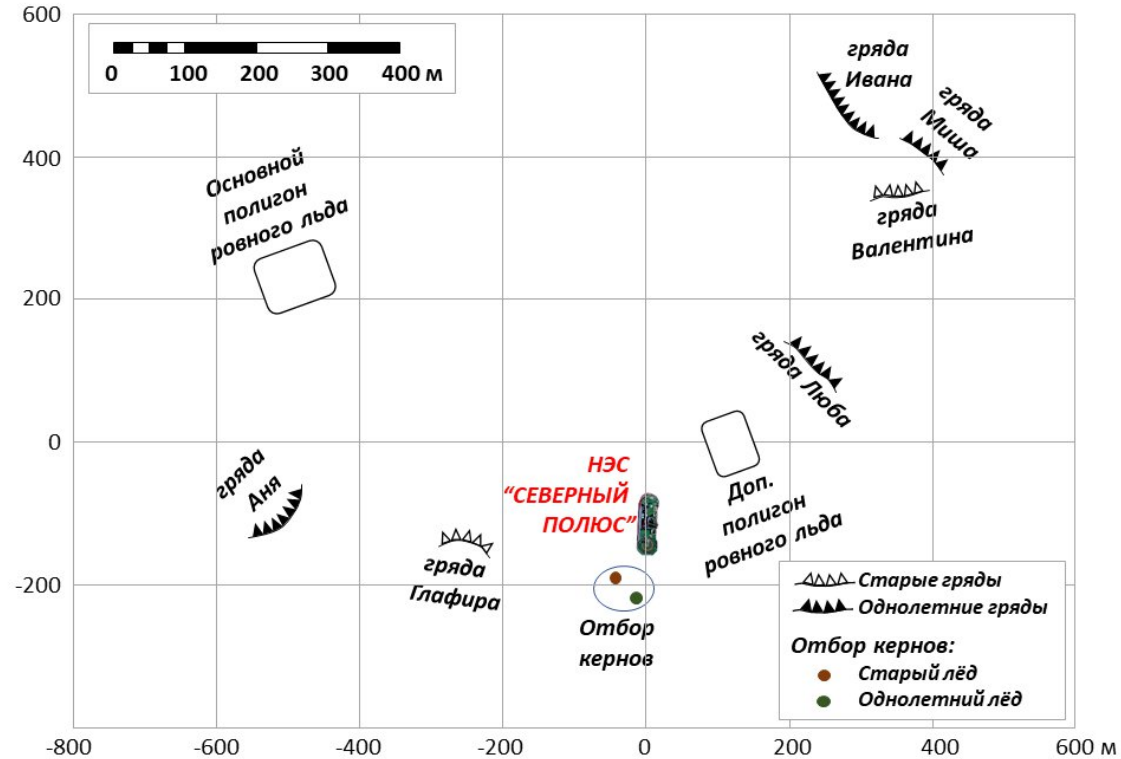 600
400
200
0
-200
-800
-600
-400
-200
0
200
400
600 м
0
100
200
300
400 м
гряда
Ивана
гряда
Миша
гряда
Валентина
Основной
полигон
ровного льда
гряда Люба
гряда
Аня
НЭС
“СЕВЕРНЫЙ
ПОЛЮС”
Доп.
полигон
ровного льда
гряда
Глафира
Отбор
кернов
Старые гряды
Однолетние гряды
Отбор кернов:
Старый лёд
Однолетний лёд